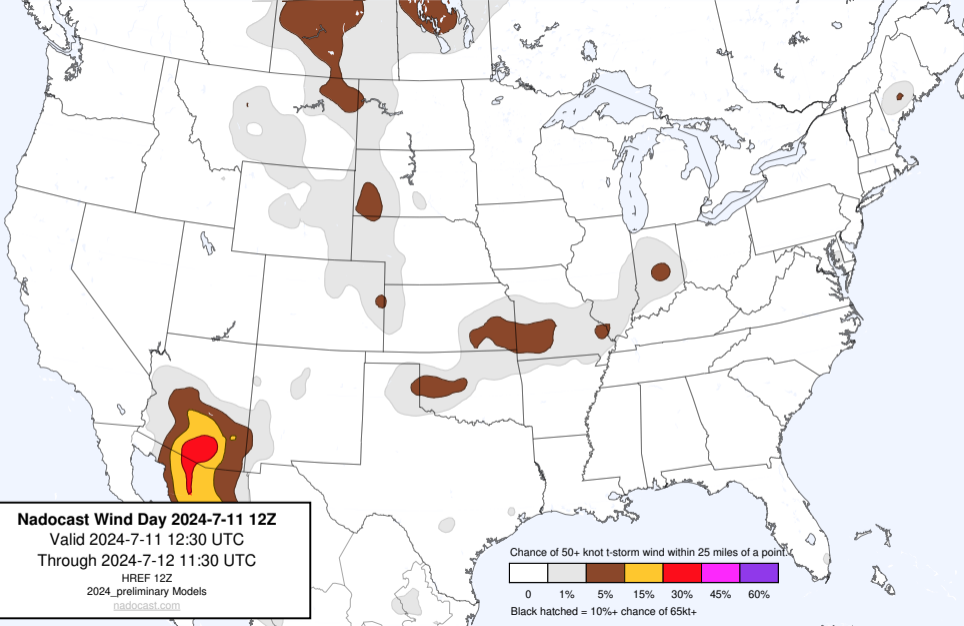 Nadocast Wind Day 2024-7-11 12Z
Valid 2024-7-11 12:30 UTC
Through 2024-7-12 11:30 UTC
HREF 12Z
2024_preliminary Models
nadocast.com
Chance of 50+ knot t-storm wind within 25 miles of a point.
0 1% 5% 15% 30% 45% 60%
Black hatched = 10%+ chance of 65kt+